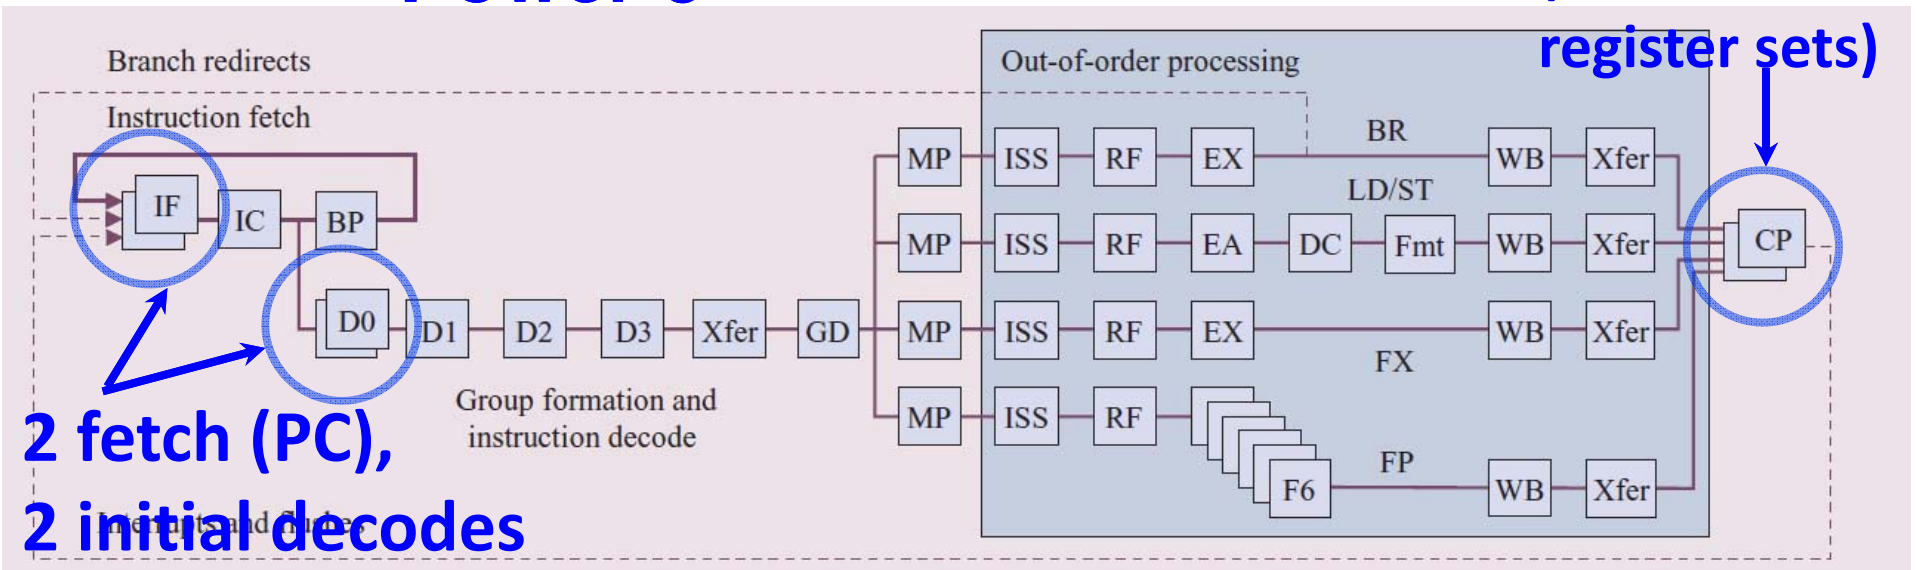 register sets)
Branch redirects
Out-of-order processing
Instruction fetch
BR
MP ISS RF EX WB Xfer
LD/ST
IF IC BP
MP ISS RF EA DC Fmt WB Xfer
CP
D0 D1 D2 D3 Xfer GD
MP ISS RF EX WB Xfer
FX
Group formation and
instruction decode
MP ISS RF
FP
F6 WB Xfer
2 fetch (PC),
2 initial decodes
Interrupts and flushes